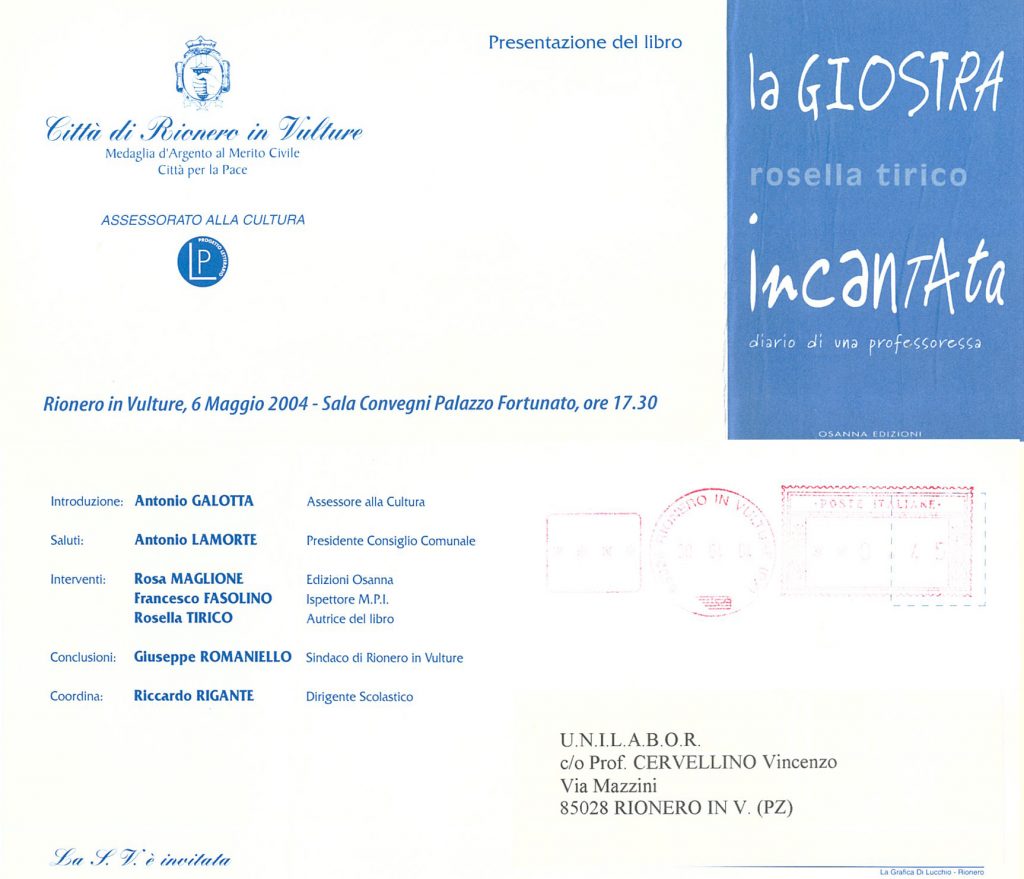 Città di Rionero in Vulture
Medaglia d'Argento al Merito Civile
Città per la Pace
ASSESSORATO ALLA CULTURA
PROGETTO LETTERARIO
LP
Presentazione del libro
la GIOSTRA
rosella tirico
incantata
diario di una professoressa
OSANNA EDIZIONI
Rionero in Vulture, 6 Maggio 2004 - Sala Convegni Palazzo Fortunato, ore 17.30
Introduzione: Antonio GALOTTA Assessore alla Cultura
Saluti: Antonio LAMORTE Presidente Consiglio Comunale
Interventi: Rosa MAGLIONE Edizioni Osanna
Francesco FASOLINO Ispettore M.P.I.
Rosella TIRICO Autrice del libro
Conclusioni: Giuseppe ROMANIELLO Sindaco di Rionero in Vulture
Coordina: Riccardo RIGANTE Dirigente Scolastico
La S. V. è invitata
RIONERO IN VULTURE
POSTE ITALIANE
U.N.I.L.A.B.O.R.
c/o Prof. CERVELLINO Vincenzo
Via Mazzini
85028 RIONERO IN V. (PZ)
La Grafica Di Lucchio - Rionero